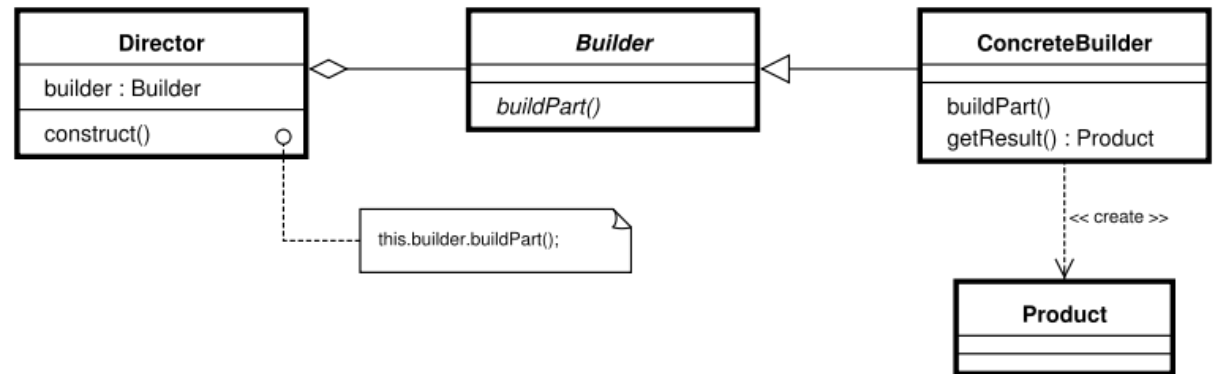 Director
builder : Builder
construct()
Builder
buildPart()
ConcreteBuilder
buildPart()
getResult() : Product
this.builder.buildPart();
<< create >>
Product